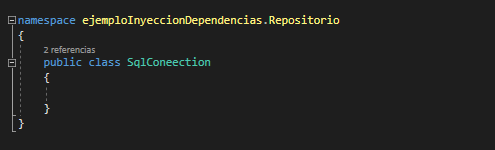 namespace ejemploInyeccionDependencias.Repositorio
{
2 referencias
public class SqlConeection
{
}
}